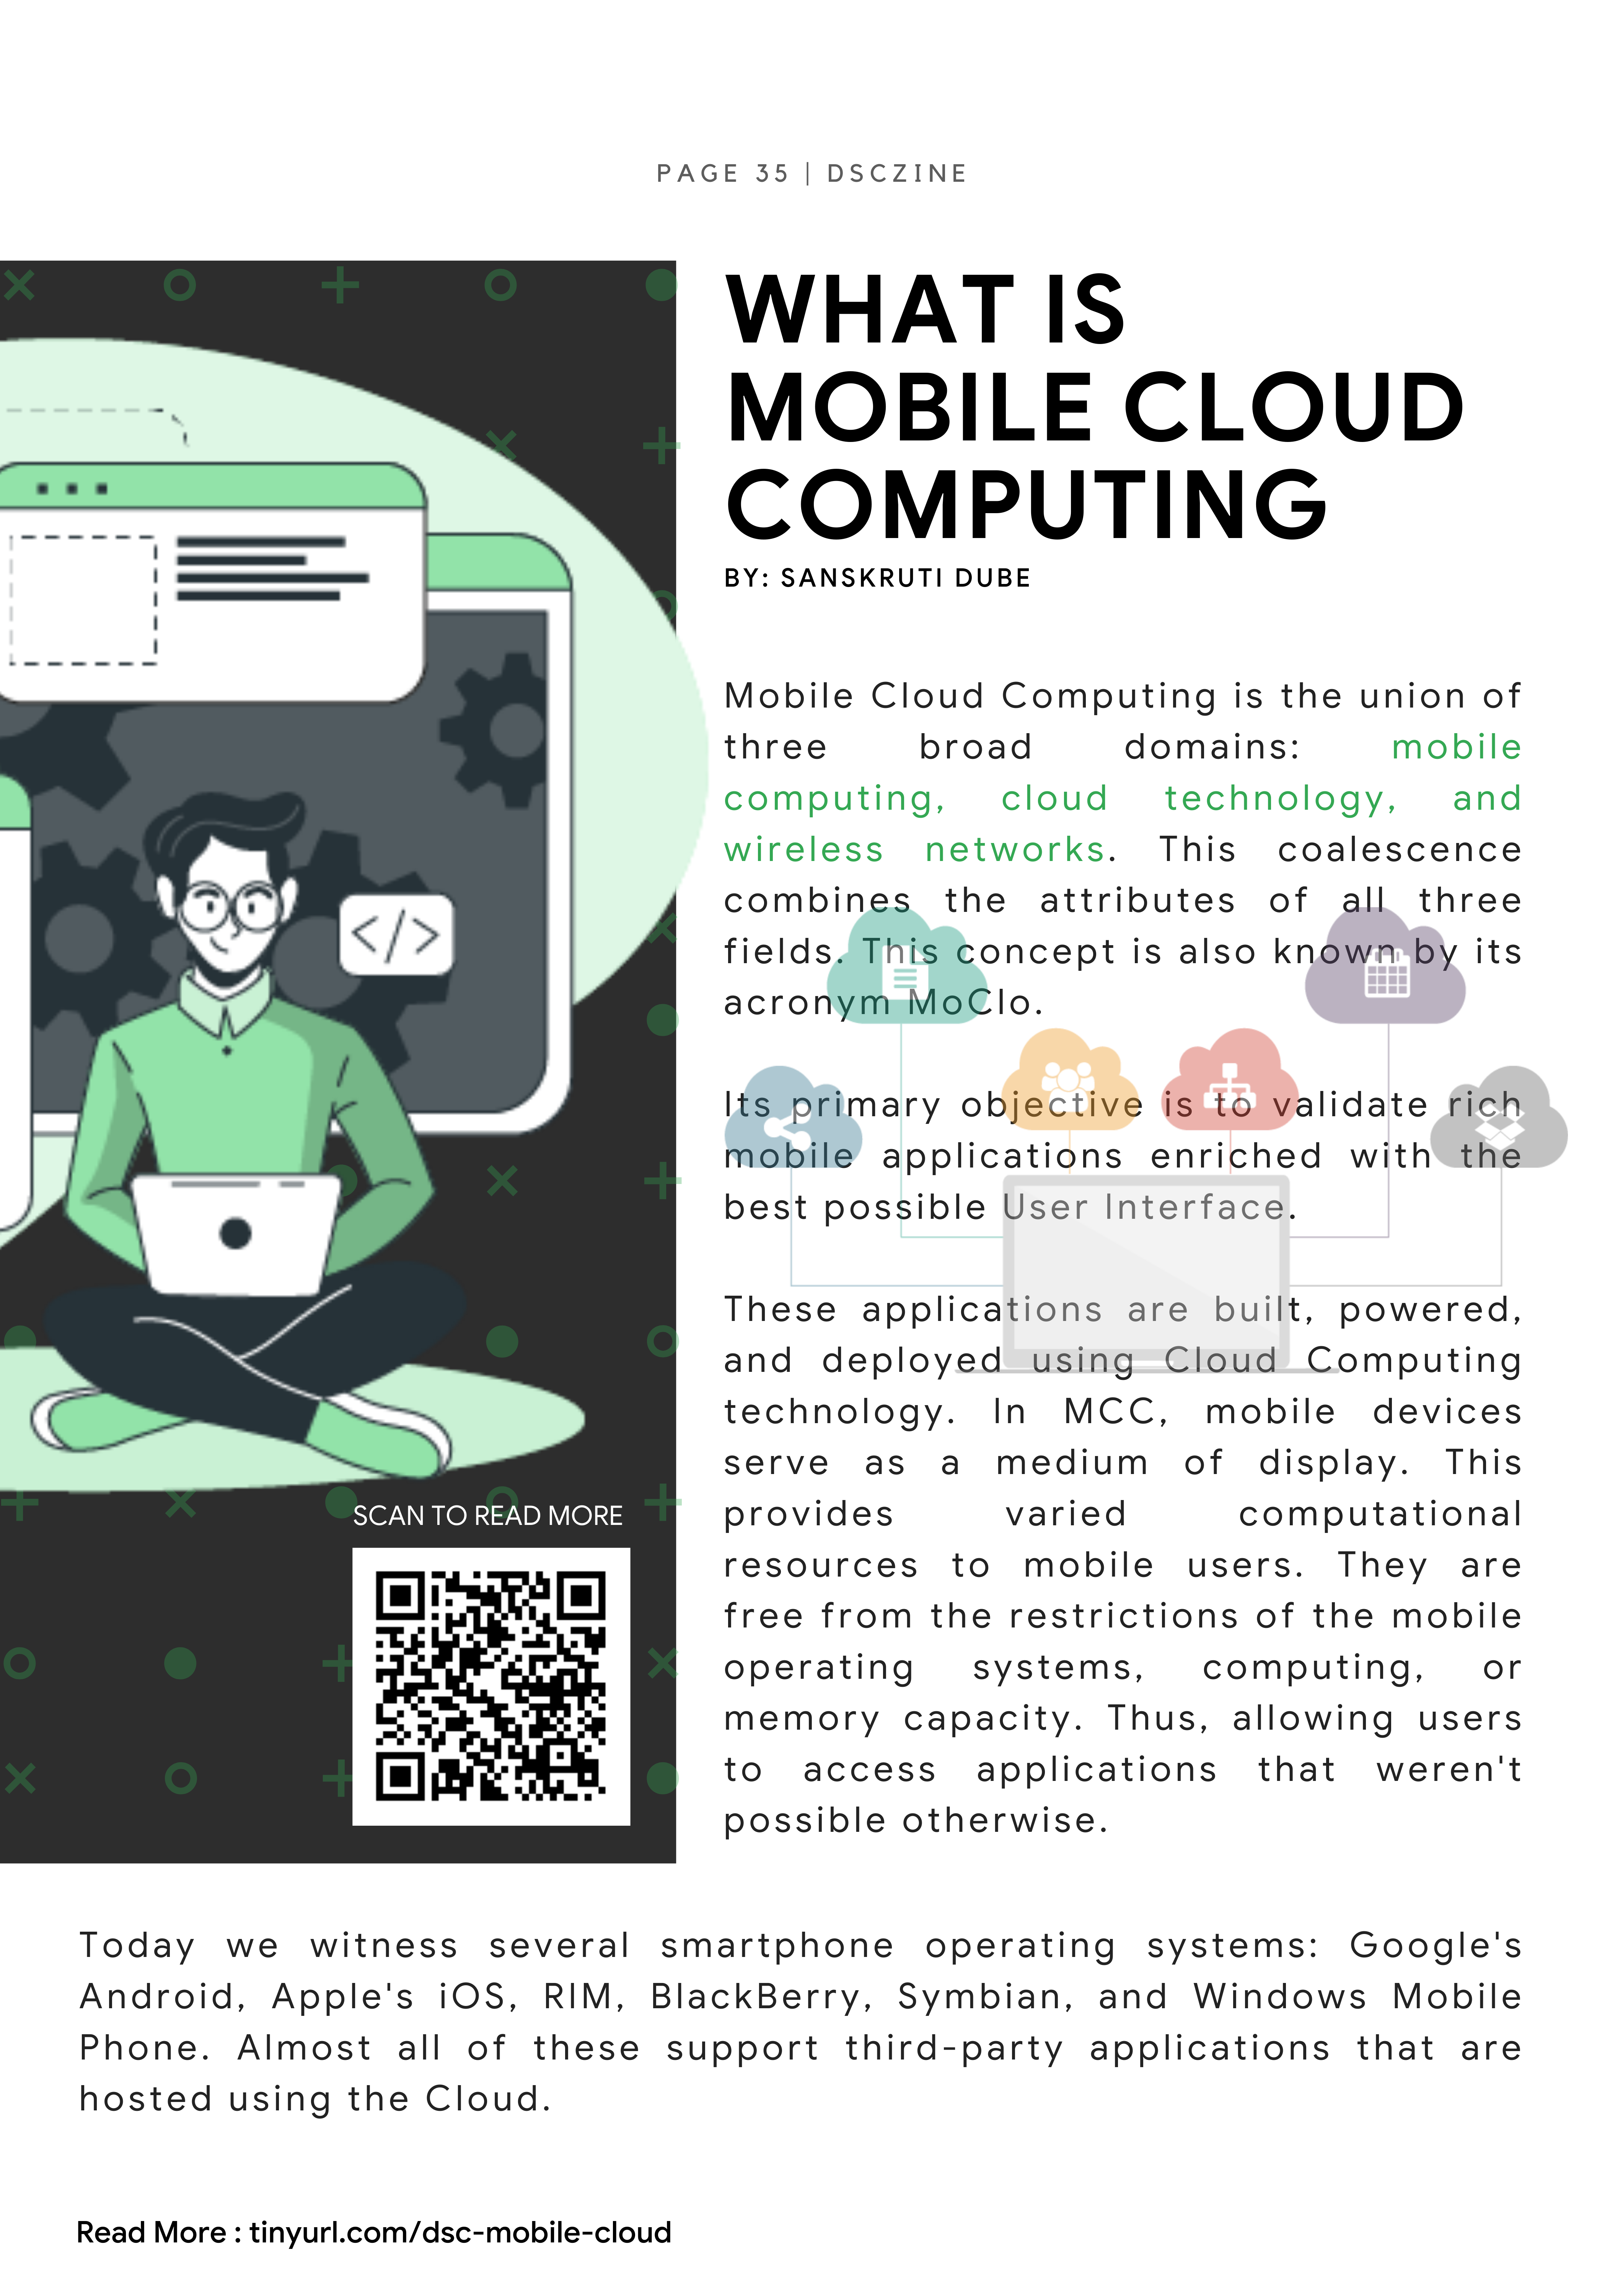 PAGE 35 | DSCZINE
WHAT IS
MOBILE CLOUD
COMPUTING
BY: SANSKRUTI DUBE
Mobile Cloud Computing is the union of
three broad domains: mobile
computing, cloud technology, and
wireless networks. This coalescence
combines the attributes of all three
fields. This concept is also known by its
acronym MoClo.
Its primary objective is to validate rich
mobile applications enriched with the
best possible User Interface.
These applications are built, powered,
and deployed using Cloud Computing
technology. In MCC, mobile devices
serve as a medium of display. This
provides varied computational
resources to mobile users. They are
free from the restrictions of the mobile
operating systems, computing, or
memory capacity. Thus, allowing users
to access applications that weren't
possible otherwise.
</>
SCAN TO READ MORE
Today we witness several smartphone operating systems: Google's
Android, Apple's iOS, RIM, BlackBerry, Symbian, and Windows Mobile
Phone. Almost all of these support third-party applications that are
hosted using the Cloud.
Read More : tinyurl.com/dsc-mobile-cloud